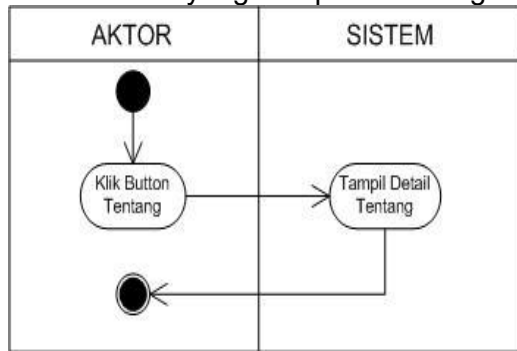 AKTOR
SISTEM
Klik Button
Tentang
Tampil Detail
Tentang